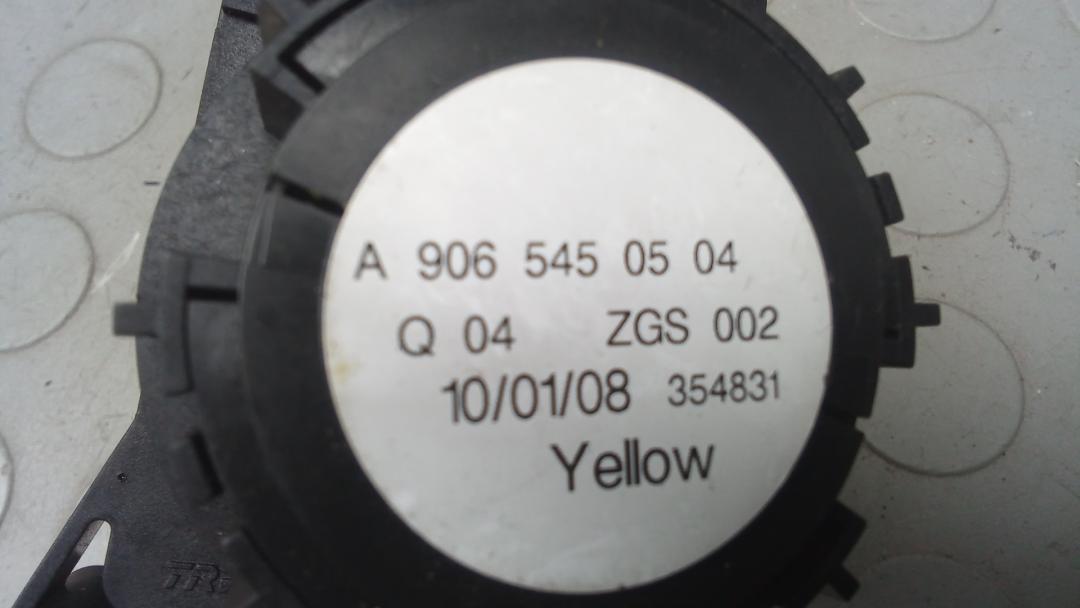 A 906 545 05 04
Q 04 ZGS 002
10/01/08 354831
Yellow